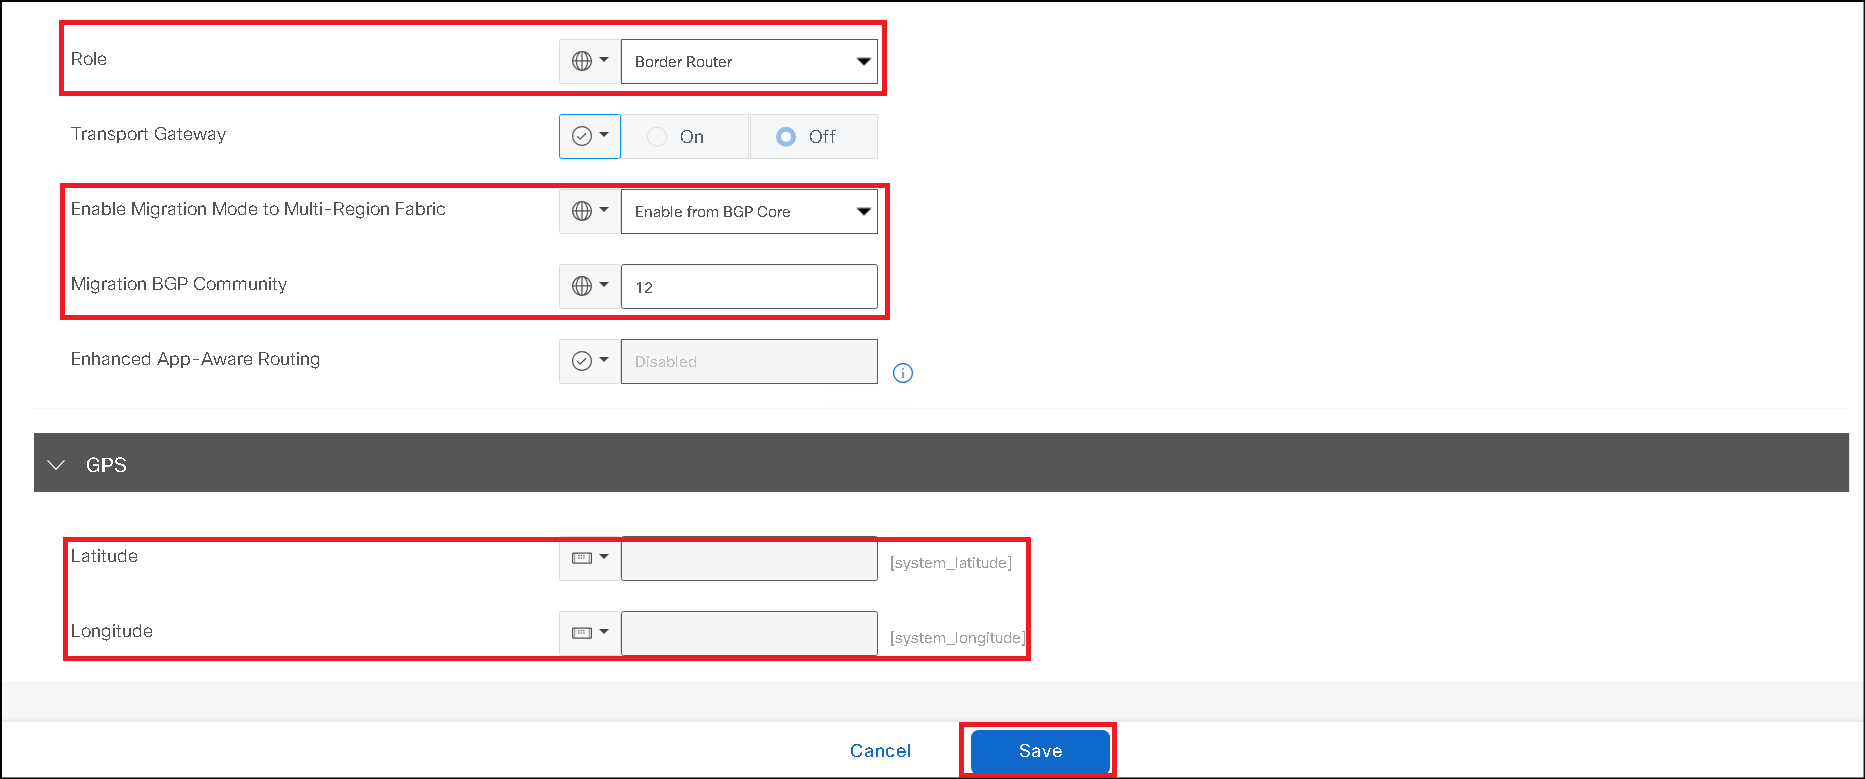 Role
Border Router
Transport Gateway
On
Off
Enable Migration Mode to Multi-Region Fabric
Enable from BGP Core
Migration BGP Community
12
Enhanced App-Aware Routing
Disabled
GPS
Latitude
[system_latitude]
Longitude
[system_longitude]
Cancel
Save